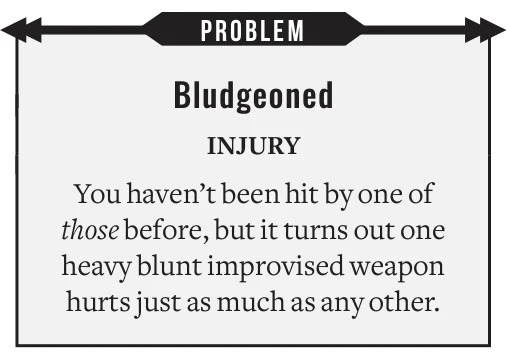 PROBLEM
Bludgeoned
INJURY
You haven’t been hit by one of
those before, but it turns out one
heavy blunt improvised weapon
hurts just as much as any other.